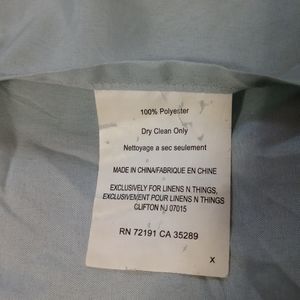 100% Polyester
Dry Clean Only
Nettoyage a sec seulement
MADE IN CHINA/FABRIQUE EN CHINE
EXCLUSIVELY FOR LINENS N THINGS,
EXCLUSIVEMENT POUR LINENS N THINGS
CLIFTON NJ 07015
RN 72191 CA 35289
X